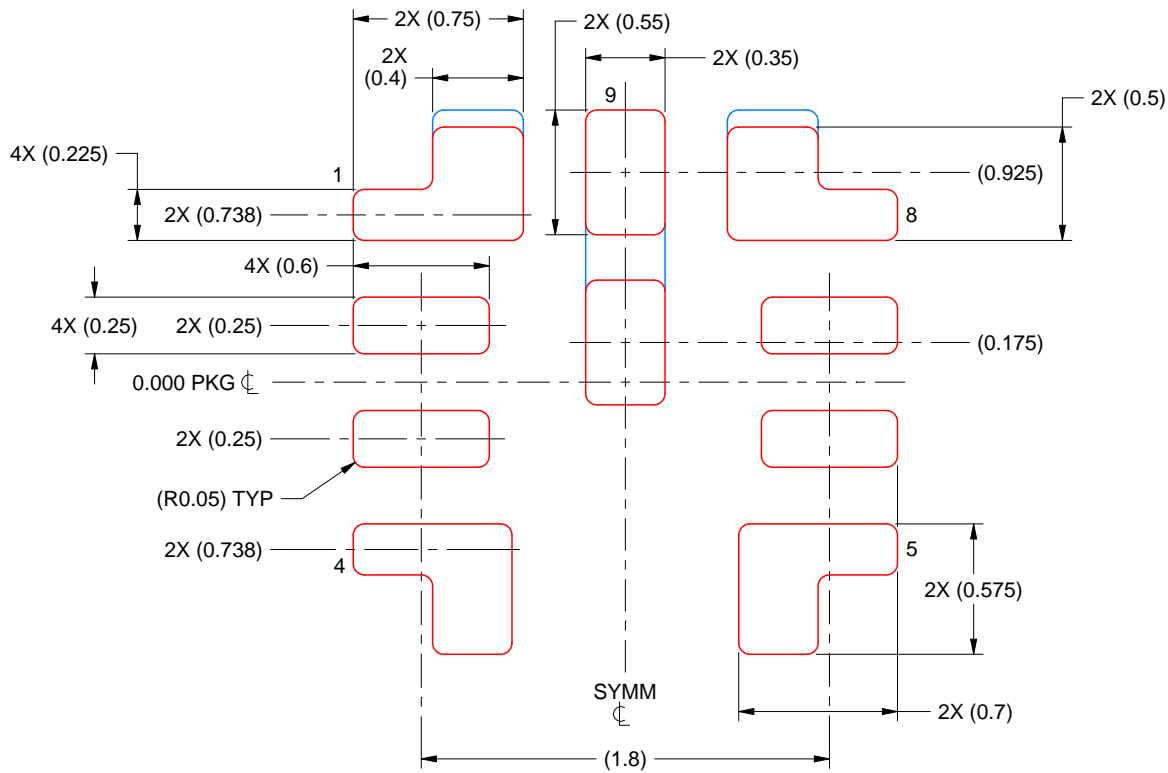 2X (0.75)
2X (0.55)
2X
(0.4)
2X (0.35)
9
2X (0.5)
4X (0.225)
1
(0.925)
2X (0.738)
8
4X (0.6)
4X (0.25)
2X (0.25)
(0.175)
0.000 PKG ℄
2X (0.25)
(R0.05) TYP
2X (0.738)
4
5
2X (0.575)
SYMM
℄
2X (0.7)
(1.8)